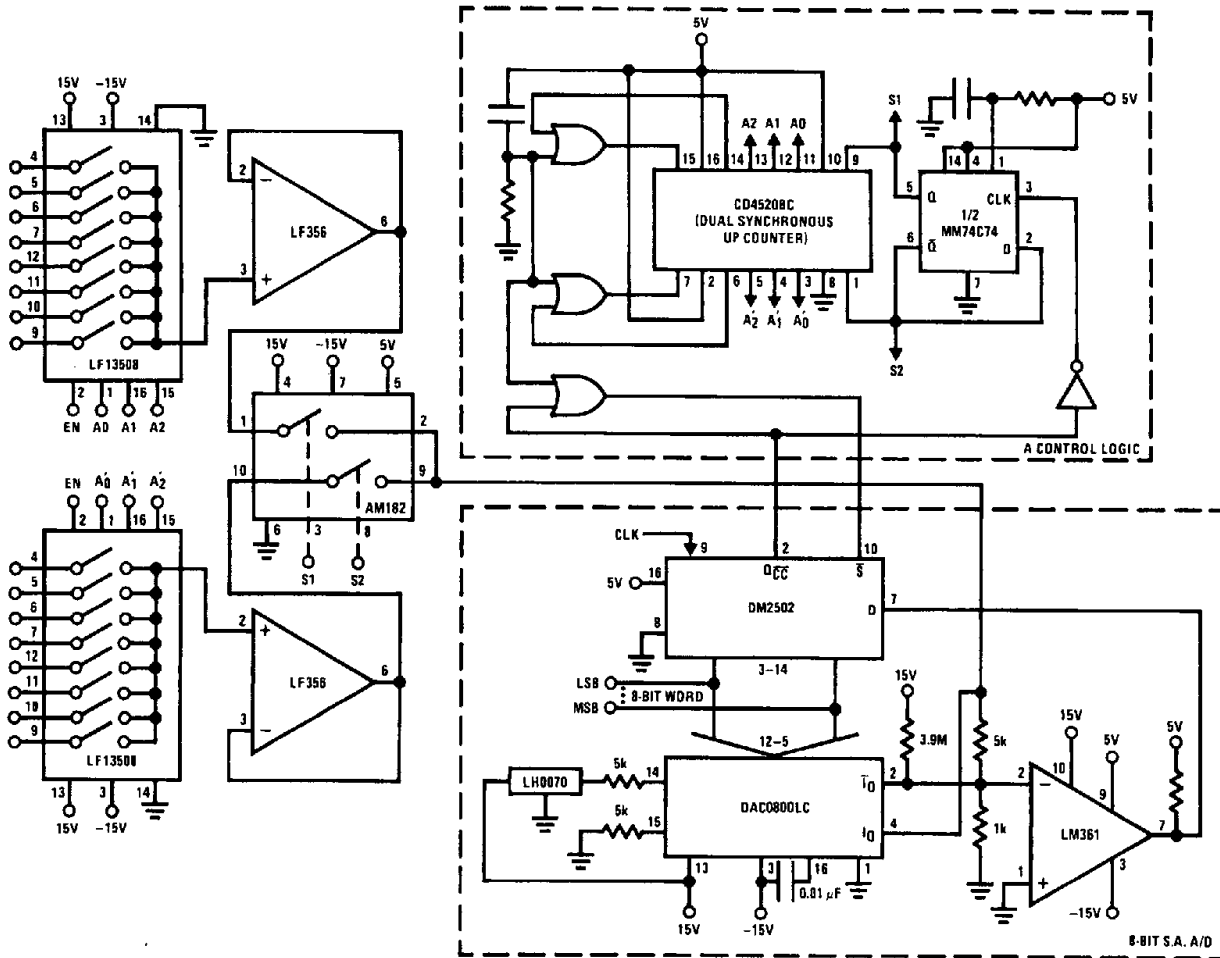 5V
15V -15V
13 3 14
4
5
6
7
12
11
10
9
LF13508
2 1 16 15
EN A0 A1 A2
2
3
6
LF356
15V -15V 5V
4 7 5
1 2
10 9
AM182
6 3 8
S1 S2
EN A'0 A'1 A'2
2 1 16 15
4
5
6
7
12
11
10
9
LF13508
13 3 14
15V -15V
2
3
6
LF356
A2 A1 A0
15 16 14 13 12 11 10 9
CD4520BC
(DUAL SYNCHRONOUS
UP COUNTER)
7 2 6 5 4 3 8 1
A'2 A'1 A'0
S1
S2
5V
14 4 1
5 Q CLK 3
1/2
MM74C74
6 Q̅ D 2
7
A CONTROL LOGIC
CLK
9 2 10
QC̅C̅ S̅
5V 16
DM2502
D 7
8
3-14
LSB
8-BIT WORD
MSB
12-5
15V
3.9M
5k
1k
LH0070
5k 14
5k 15
DAC0800LC
I̅O 2
IO 4
13 3 16 1
0.01 μF
15V -15V
15V
10
5V
9
5V
2
1
LM361
7
3
-15V
8-BIT S.A. A/D